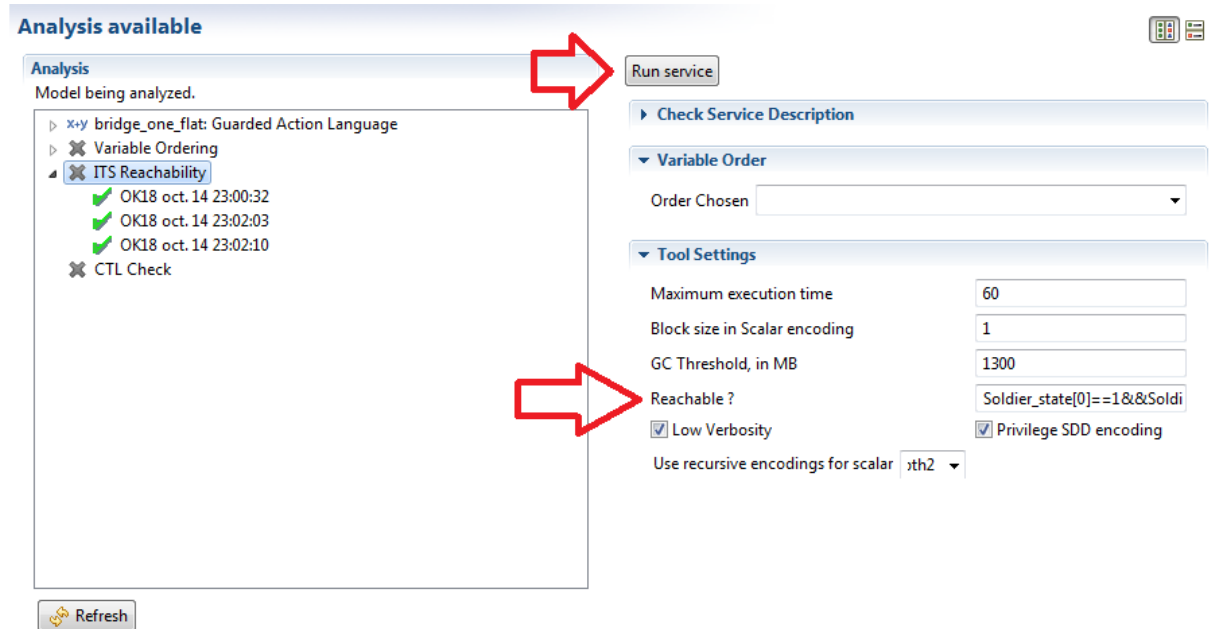 Analysis available
Analysis
Model being analyzed.
x+y bridge_one_flat: Guarded Action Language
Variable Ordering
ITS Reachability
OK18 oct. 14 23:00:32
OK18 oct. 14 23:02:03
OK18 oct. 14 23:02:10
CTL Check
Refresh
Run service
Check Service Description
Variable Order
Order Chosen
Tool Settings
Maximum execution time 60
Block size in Scalar encoding 1
GC Threshold, in MB 1300
Reachable ? Soldier_state[0]==1&&Soldi
Low Verbosity Privilege SDD encoding
Use recursive encodings for scalar th2